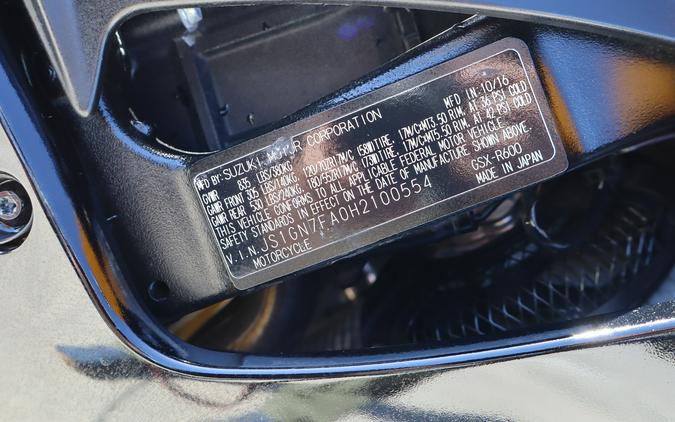 MFD BY: SUZUKI MOTOR CORPORATION MFD IN: 10/16
GVWR 835 LBS/380KG
GAWR FRONT 305 LBS/140KG 120/70ZR17M/C (58W)TIRE 17M/CxMT3.50 RIM, AT 36 PSI COLD
GAWR REAR 530 LBS/240KG 180/55ZR17M/C (73W)TIRE 17M/CxMT5.50 RIM, AT 42 PSI COLD
THIS VEHICLE CONFORMS TO ALL APPLICABLE FEDERAL MOTOR VEHICLE
SAFETY STANDARDS IN EFFECT ON THE DATE OF MANUFACTURE SHOWN ABOVE.
V.I.N. JS1GN7FA0H2100554 GSX-R600
MOTORCYCLE MADE IN JAPAN